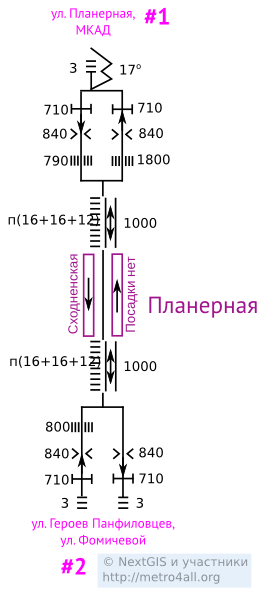 ул. Планерная, #1
МКАД
3 17°
710 710
840 840
790 1800
п(16+16+12) 1000
Сходненская
Посадки нет
Планерная
п(16+16+12) 1000
800
840 840
710 710
3 3
ул. Героев Панфиловцев,
ул. Фомичевой
#2
© NextGIS и участники
http://metro4all.org